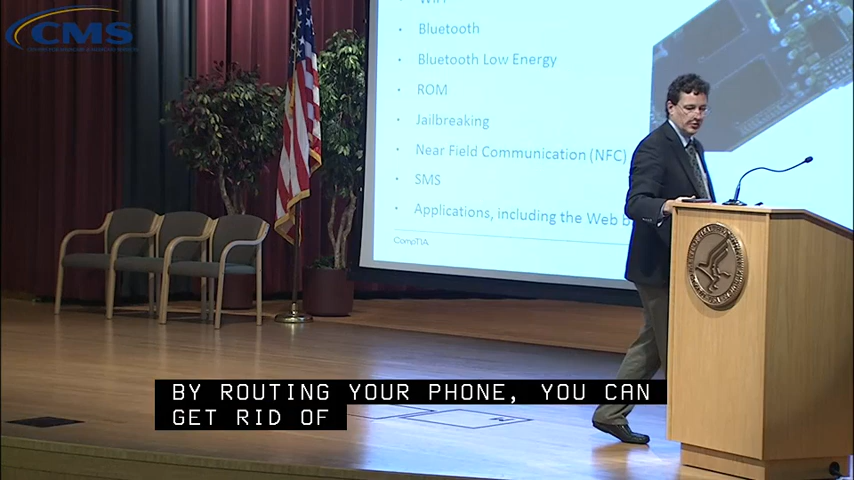 CMS
WiFi
Bluetooth
Bluetooth Low Energy
ROM
Jailbreaking
Near Field Communication (NFC)
SMS
Applications, including the Web
CompTIA
BY ROUTING YOUR PHONE, YOU CAN
GET RID OF